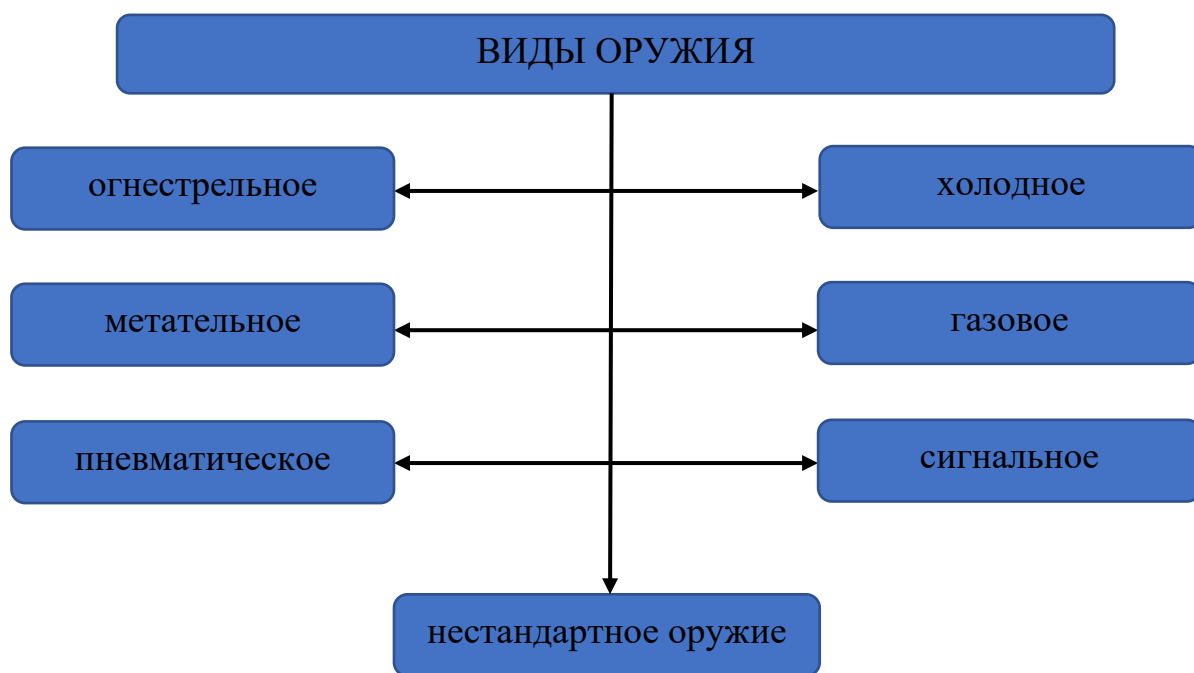 ВИДЫ ОРУЖИЯ
огнестрельное
холодное
метательное
газовое
пневматическое
сигнальное
нестандартное оружие